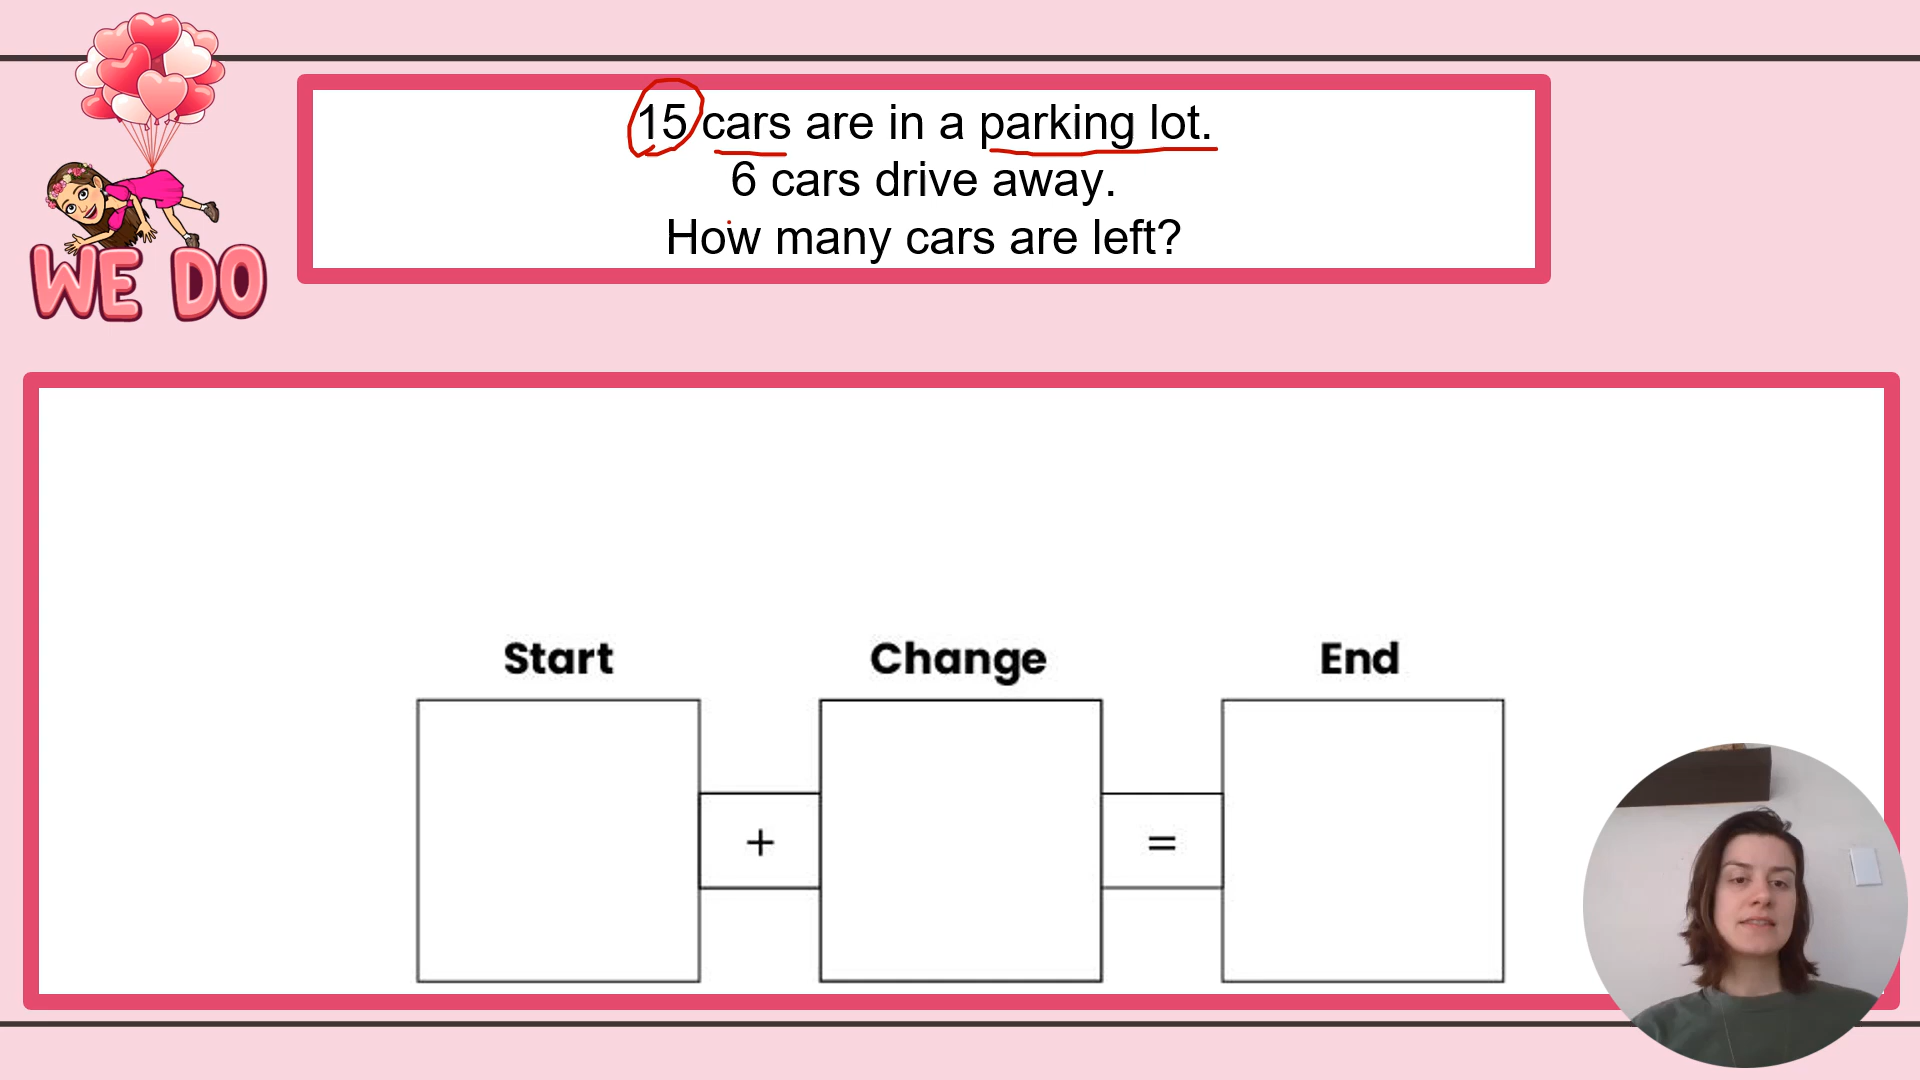 15 cars are in a parking lot.
6 cars drive away.
How many cars are left?
WE DO
Start Change End
+ =